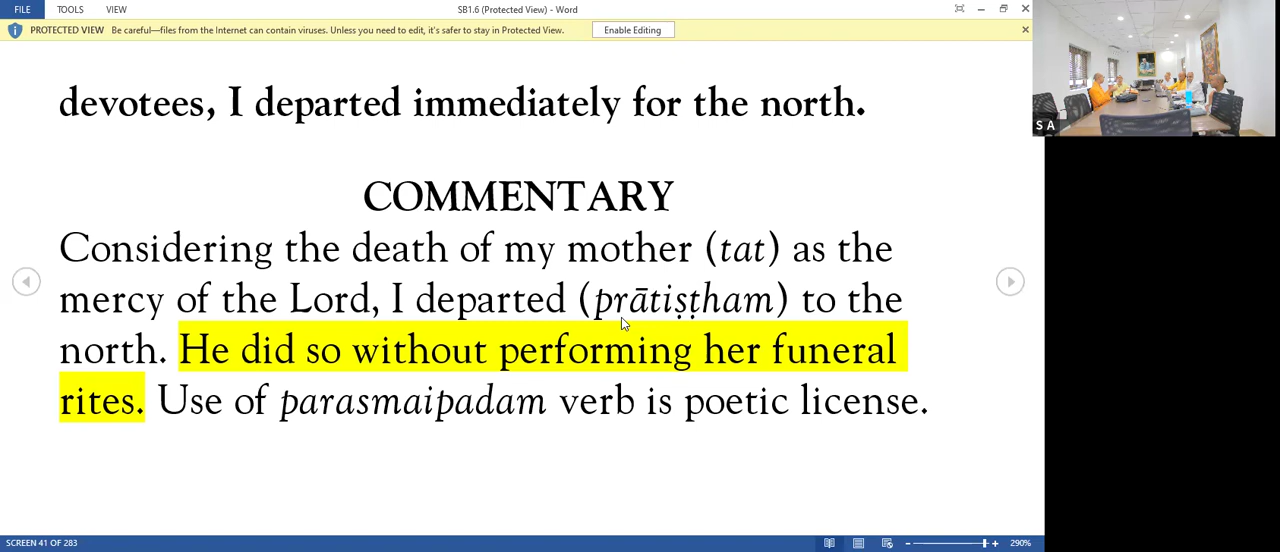 FILE TOOLS VIEW SB1.6 (Protected View) - Word
PROTECTED VIEW Be careful—files from the Internet can contain viruses. Unless you need to edit, it's safer to stay in Protected View. Enable Editing
devotees, I departed immediately for the north.
COMMENTARY
Considering the death of my mother (tat) as the
mercy of the Lord, I departed (prātiṣṭham) to the
north. He did so without performing her funeral
rites. Use of parasmaipadam verb is poetic license.
S A
SCREEN 41 OF 283 290%